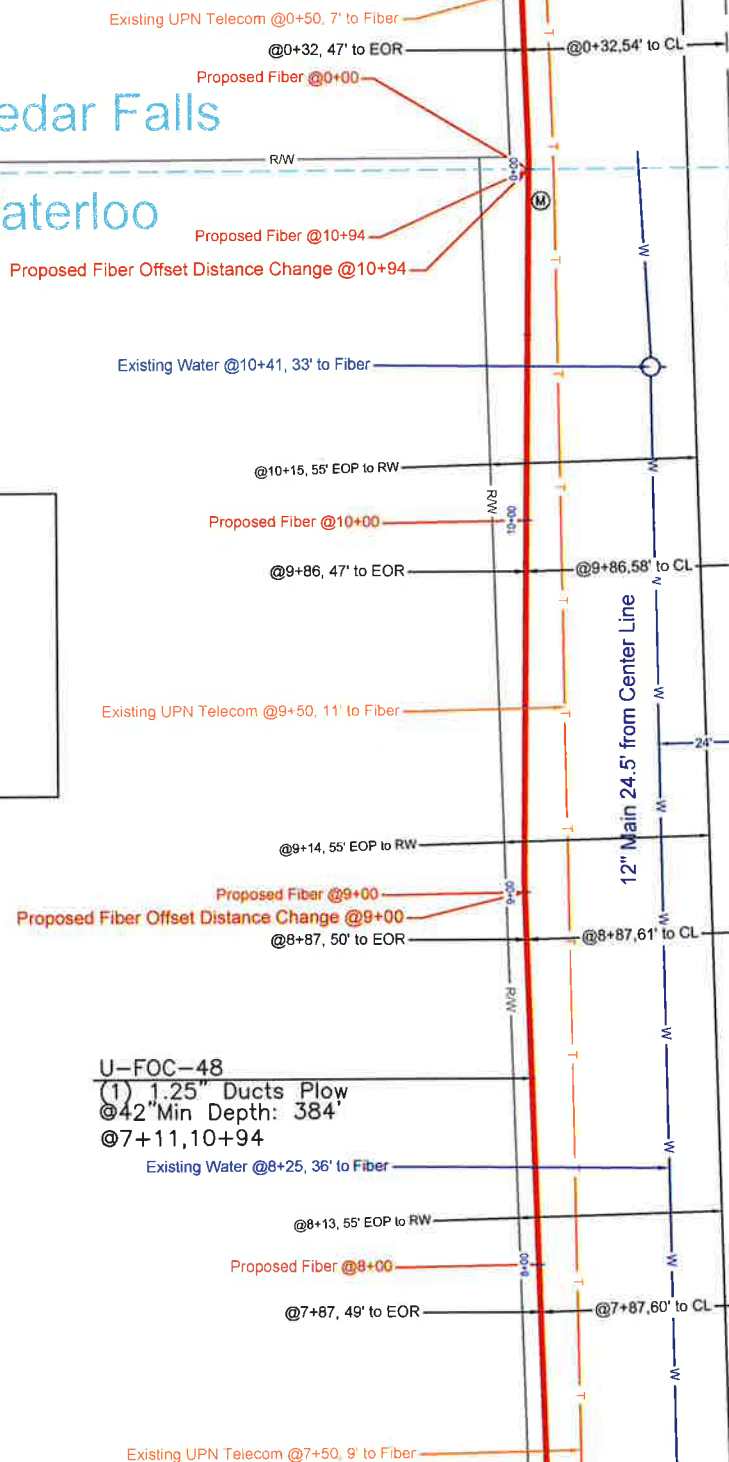 Existing UPN Telecom @0+50, 7' to Fiber
@0+32, 47' to EOR
@0+32,54' to CL
Proposed Fiber @0+00
edar Falls
R/W
0+00
aterloo
M
Proposed Fiber @10+94
Proposed Fiber Offset Distance Change @10+94
T
W
Existing Water @10+41, 33' to Fiber
T
@10+15, 55' EOP to RW
W
R/W
T
Proposed Fiber @10+00
10+00
@9+86, 47' to EOR
@9+86,58' to CL
T
12" Main 24.5' from Center Line
W
Existing UPN Telecom @9+50, 11' to Fiber
T
24'
W
@9+14, 55' EOP to RW
T
Proposed Fiber @9+00
9+00
Proposed Fiber Offset Distance Change @9+00
W
@8+87, 50' to EOR
@8+87,61' to CL
T
R/W
W
T
U-FOC-48
(1) 1.25" Ducts Plow
@42"Min Depth: 384'
@7+11,10+94
W
Existing Water @8+25, 36' to Fiber
T
@8+13, 55' EOP to RW
W
Proposed Fiber @8+00
8+00
T
@7+87, 49' to EOR
@7+87,60' to CL
W
T
Existing UPN Telecom @7+50, 9' to Fiber